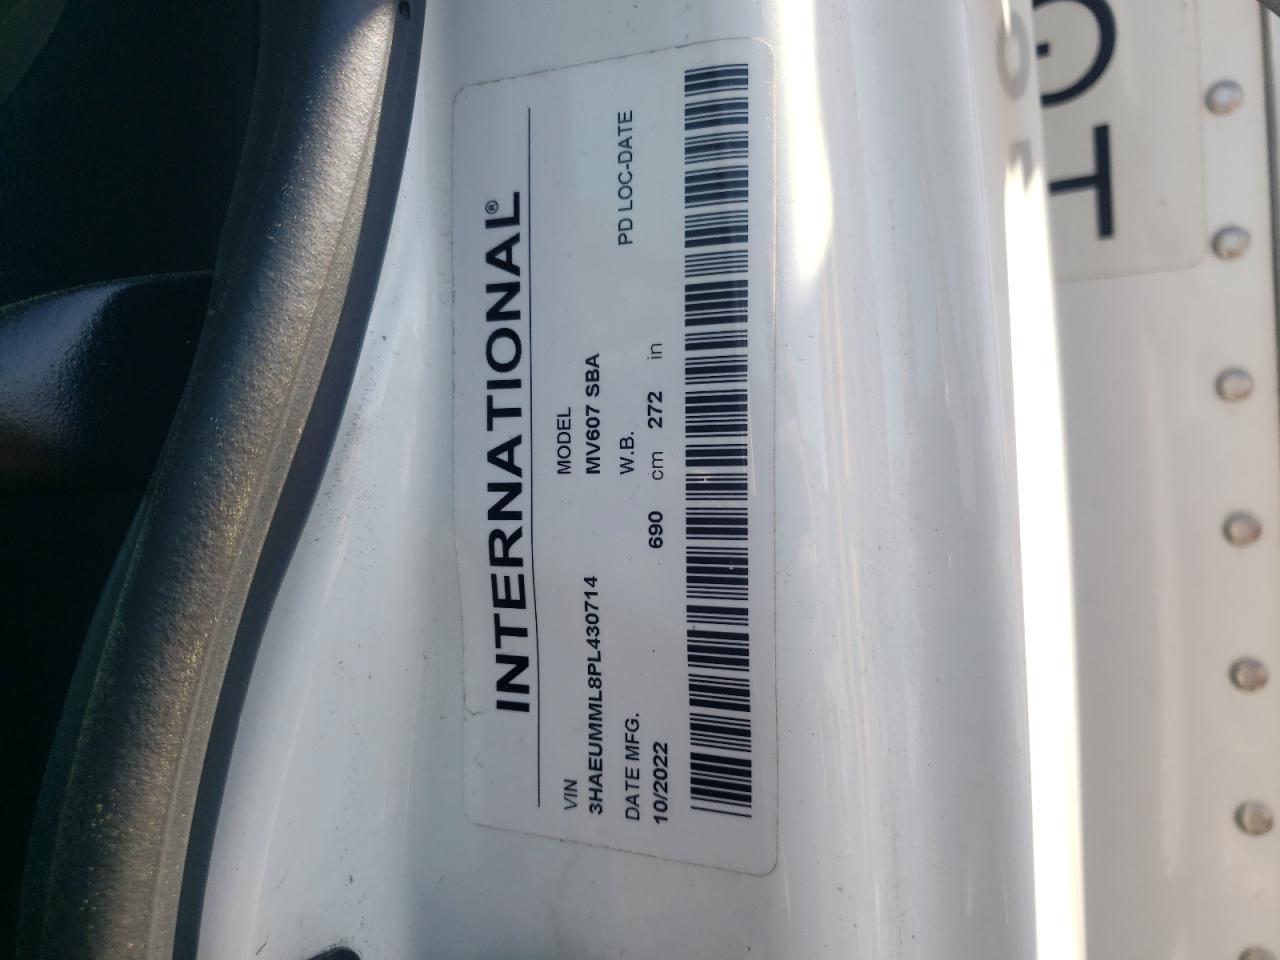 INTERNATIONAL®
VIN MODEL
3HAEUMML8PL430714 MV607 SBA
DATE MFG. W.B. PD LOC-DATE
10/2022 690 cm 272 in